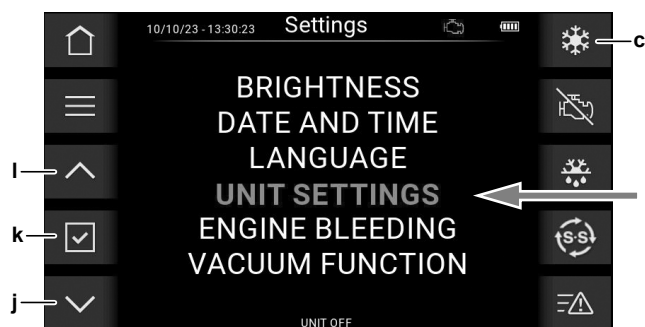 10/10/23 - 13:30:23 Settings
c
BRIGHTNESS
DATE AND TIME
LANGUAGE
l
UNIT SETTINGS
k
ENGINE BLEEDING
S-S
VACUUM FUNCTION
j
UNIT OFF